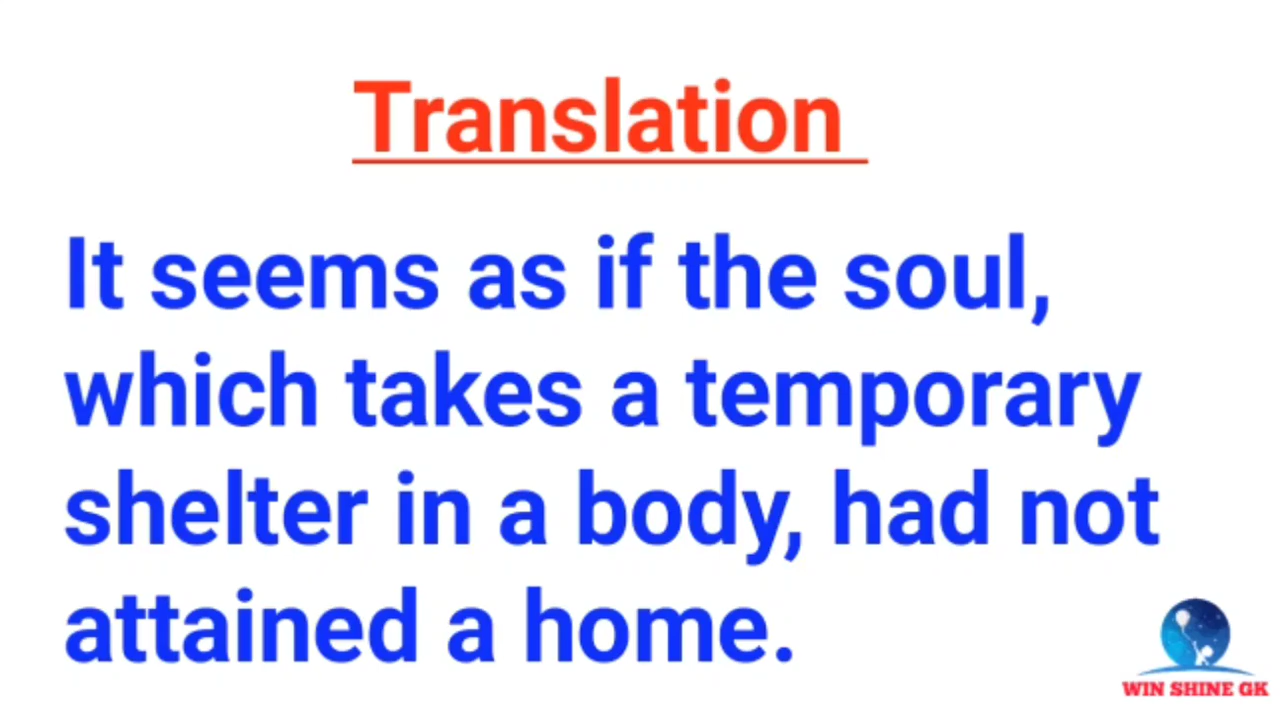 Translation
It seems as if the soul,
which takes a temporary
shelter in a body, had not
attained a home.
WIN SHINE GK